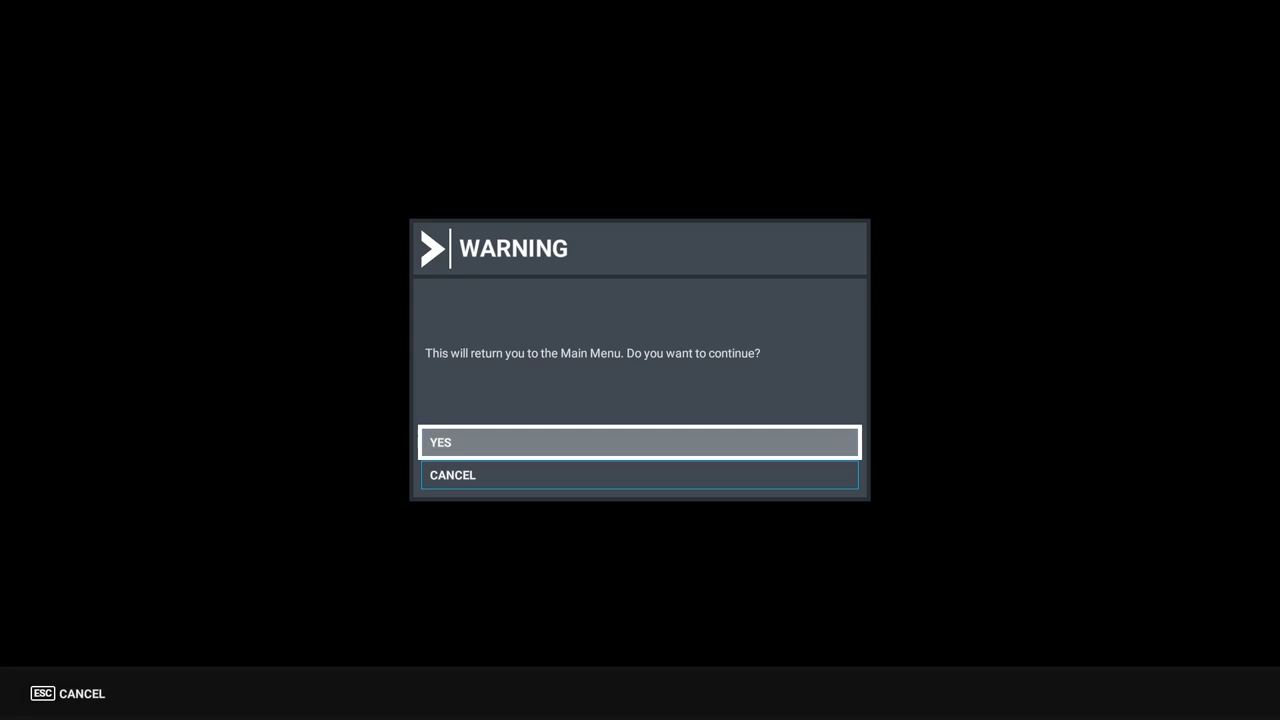 WARNING
This will return you to the Main Menu. Do you want to continue?
YES
CANCEL
ESC CANCEL